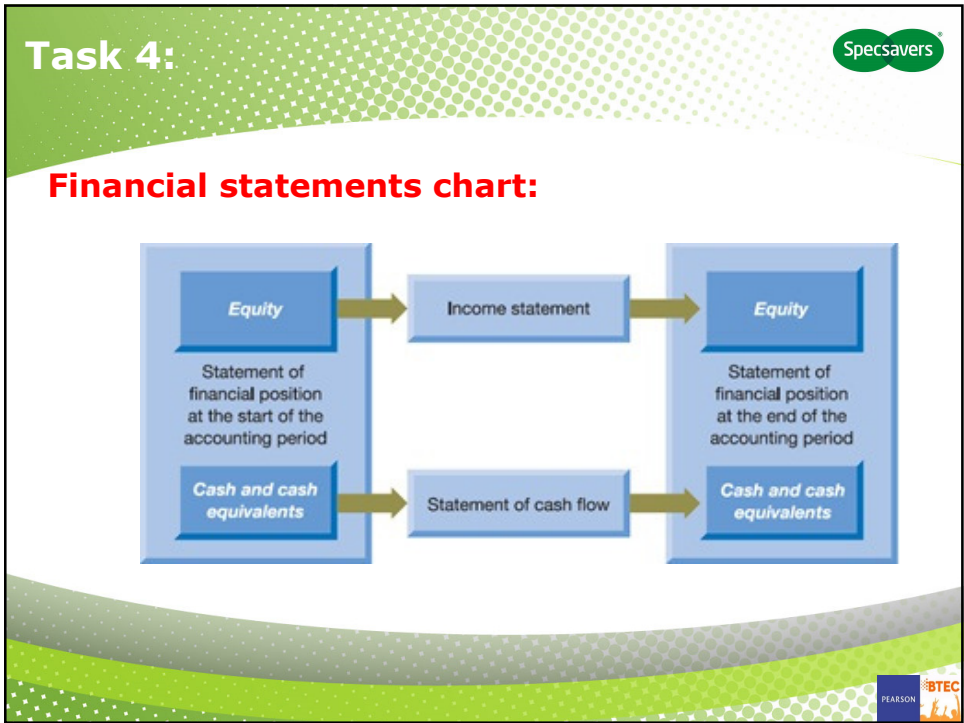 Task 4:
Specsavers
Financial statements chart:
Equity
Income statement
Equity
Statement of
financial position
at the start of the
accounting period
Statement of
financial position
at the end of the
accounting period
Cash and cash
equivalents
Statement of cash flow
Cash and cash
equivalents
PEARSON
BTEC